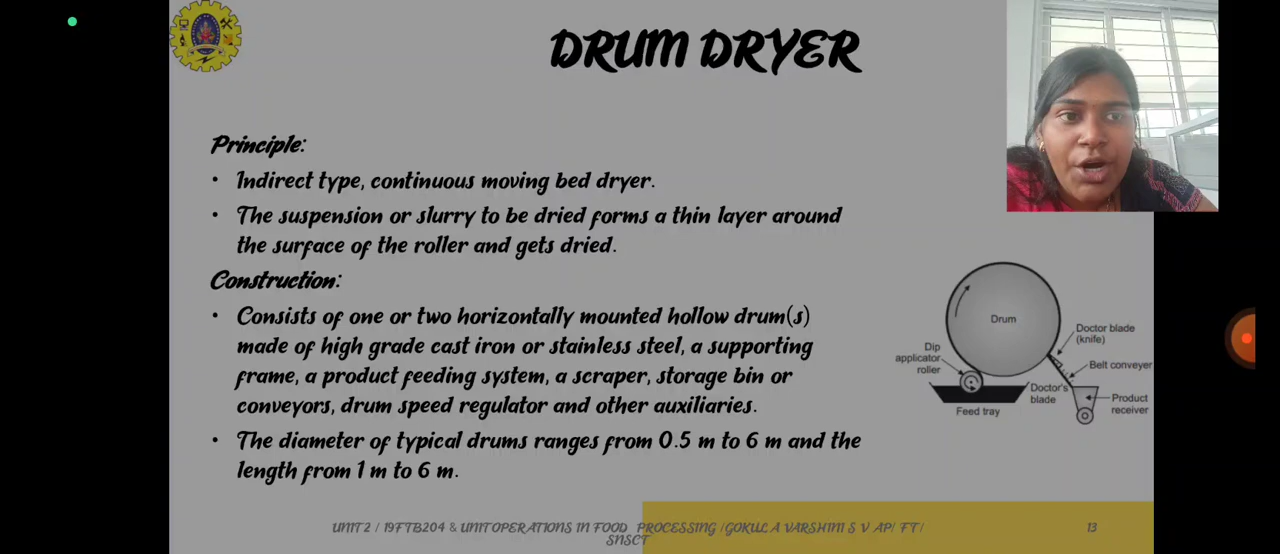 DRUM DRYER
Principle:
• Indirect type, continuous moving bed dryer.
• The suspension or slurry to be dried forms a thin layer around
the surface of the roller and gets dried.
Construction:
• Consists of one or two horizontally mounted hollow drum(s)
made of high grade cast iron or stainless steel, a supporting
frame, a product feeding system, a scraper, storage bin or
conveyors, drum speed regulator and other auxiliaries.
• The diameter of typical drums ranges from 0.5 m to 6 m and the
length from 1 m to 6 m.
Drum
Doctor blade
(knife)
Dip
applicator
roller
Belt conveyer
Doctor's
blade
Product
receiver
Feed tray
UNIT2 / 19FTB204 & UNIT OPERATIONS IN FOOD PROCESSING /GOKULA VARSHINI S V AP/ FT/
SNSCT
13